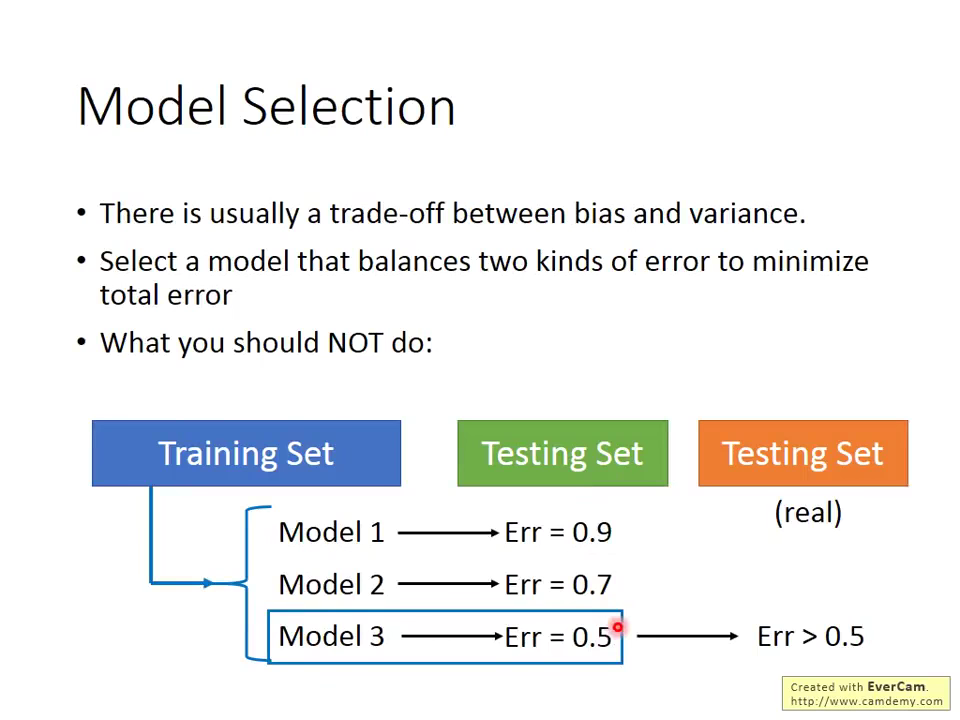 Model Selection
• There is usually a trade-off between bias and variance.
• Select a model that balances two kinds of error to minimize
total error
• What you should NOT do:
Training Set
Testing Set
Testing Set
(real)
Model 1
Err = 0.9
Model 2
Err = 0.7
Model 3
Err = 0.5
Err > 0.5
Created with EverCam.
http://www.camdemy.com